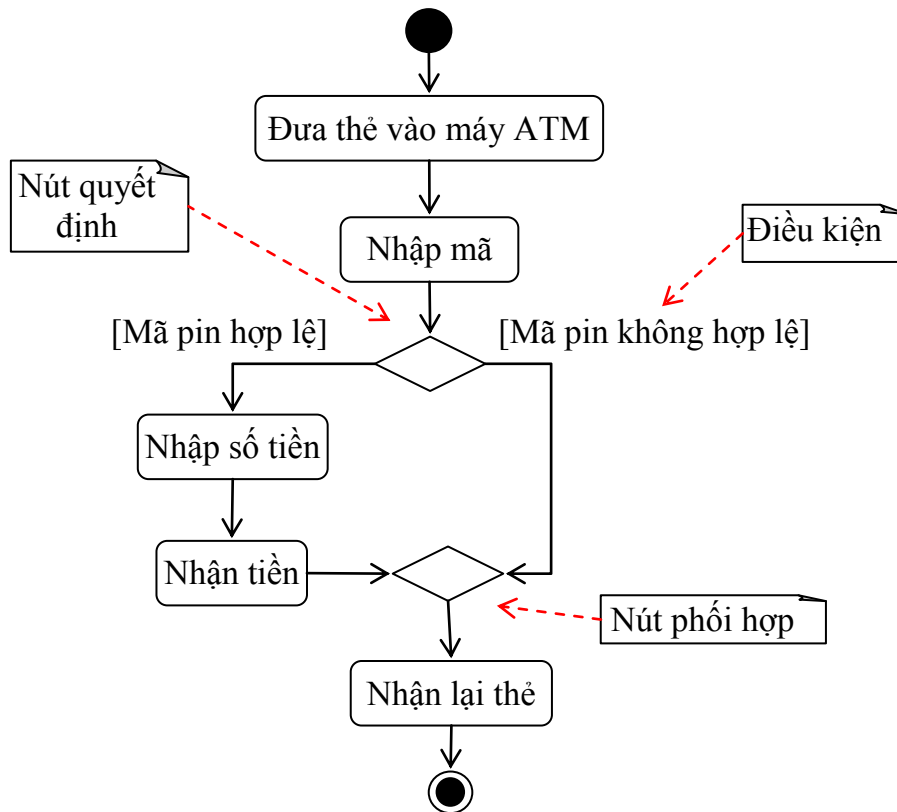 Đưa thẻ vào máy ATM
Nút quyết
định
Nhập mã
Điều kiện
[Mã pin hợp lệ]
[Mã pin không hợp lệ]
Nhập số tiền
Nhận tiền
Nút phối hợp
Nhận lại thẻ